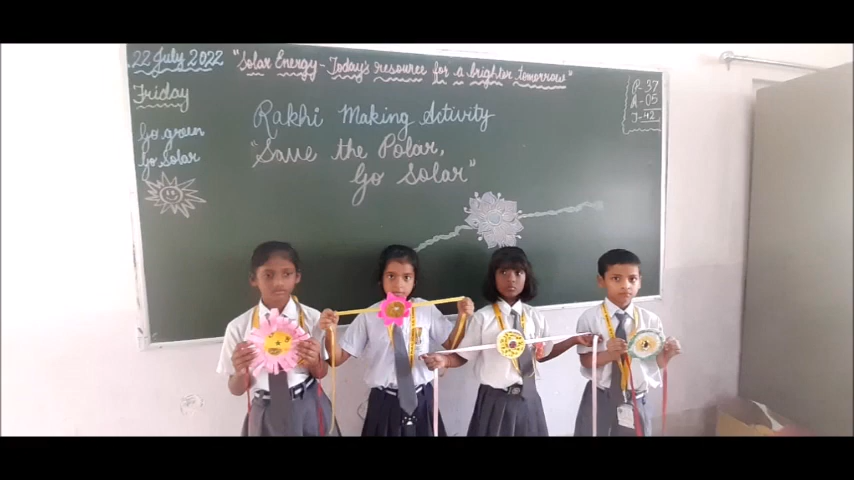 22 July 2022
"Solar Energy - Today's resource for a brighter tomorrow"
Friday
Go green
Go Solar
Rakhi Making Activity
"Save the Polar,
Go Solar"
R - 37
A - 05
T - 42